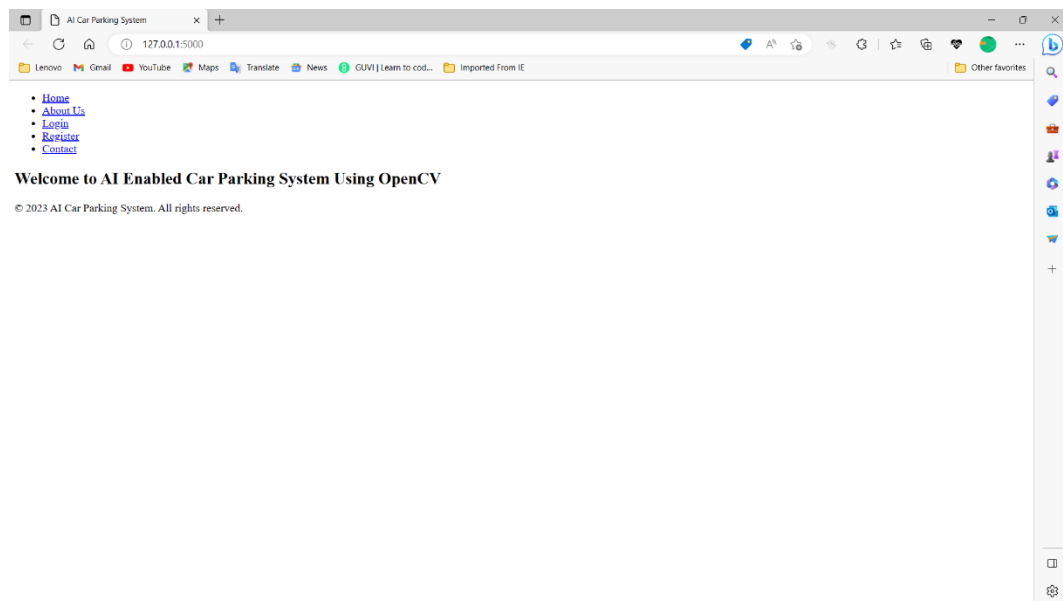 AI Car Parking System
127.0.0.1:5000
Lenovo Gmail YouTube Maps Translate News GUVI | Learn to cod... Imported From IE Other favorites
Home
About Us
Login
Register
Contact
Welcome to AI Enabled Car Parking System Using OpenCV
© 2023 AI Car Parking System. All rights reserved.